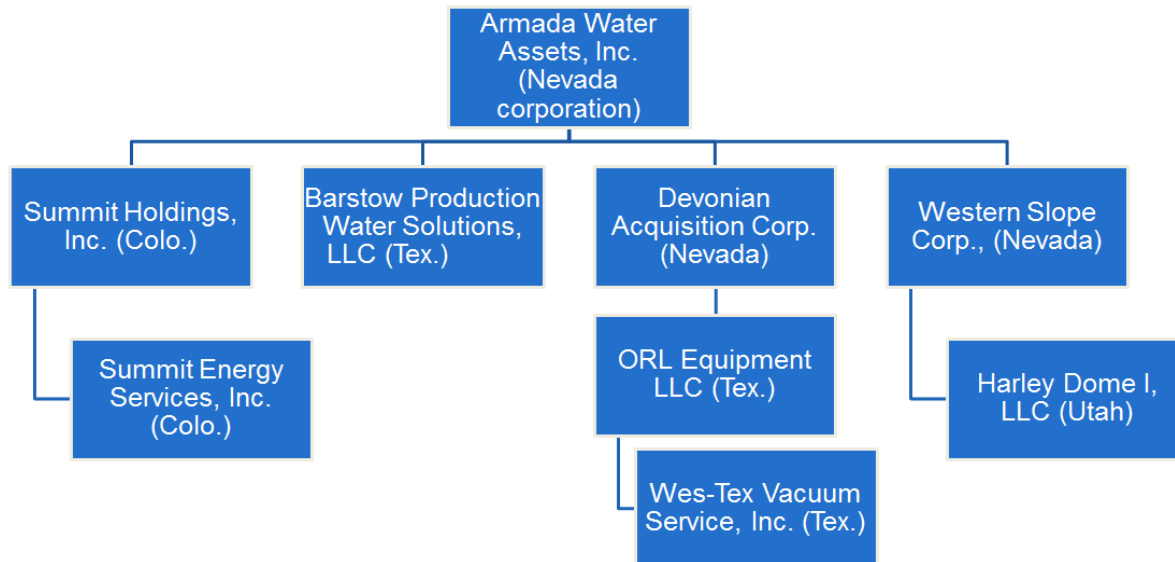 Armada Water
Assets, Inc.
(Nevada
corporation)
Summit Holdings,
Inc. (Colo.)
Barstow Production
Water Solutions,
LLC (Tex.)
Devonian
Acquisition Corp.
(Nevada)
Western Slope
Corp., (Nevada)
Summit Energy
Services, Inc.
(Colo.)
ORL Equipment
LLC (Tex.)
Harley Dome I,
LLC (Utah)
Wes-Tex Vacuum
Service, Inc. (Tex.)